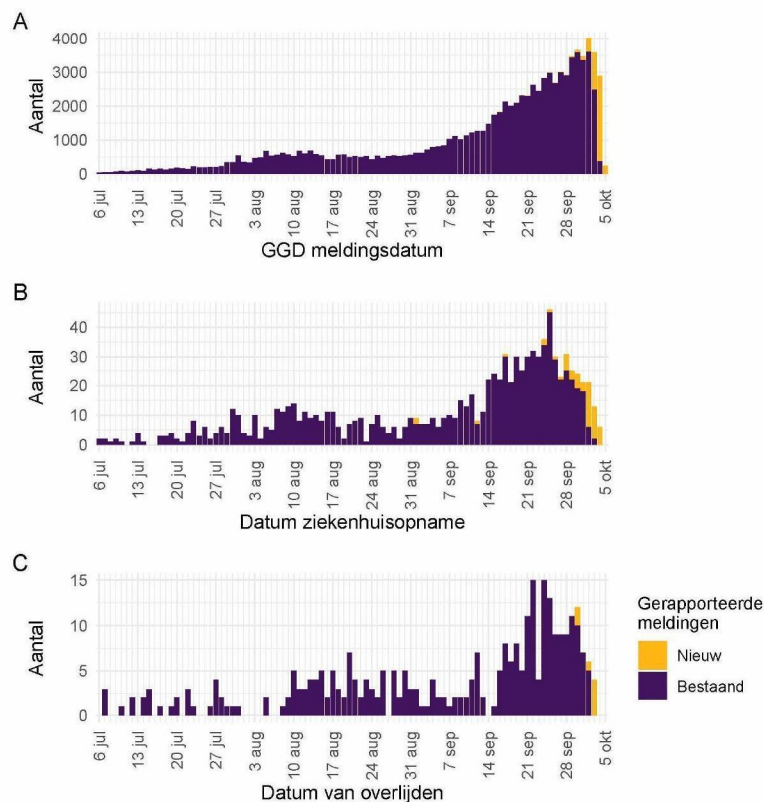 A
4000
3000
2000
1000
0
Aantal
6 jul
13 jul
20 jul
27 jul
3 aug
10 aug
17 aug
24 aug
31 aug
7 sep
14 sep
21 sep
28 sep
5 okt
GGD meldingsdatum
B
40
30
20
10
0
Aantal
6 jul
13 jul
20 jul
27 jul
3 aug
10 aug
17 aug
24 aug
31 aug
7 sep
14 sep
21 sep
28 sep
5 okt
Datum ziekenhuisopname
C
15
10
5
0
Aantal
6 jul
13 jul
20 jul
27 jul
3 aug
10 aug
17 aug
24 aug
31 aug
7 sep
14 sep
21 sep
28 sep
5 okt
Datum van overlijden
Gerapporteerde
meldingen
Nieuw
Bestaand